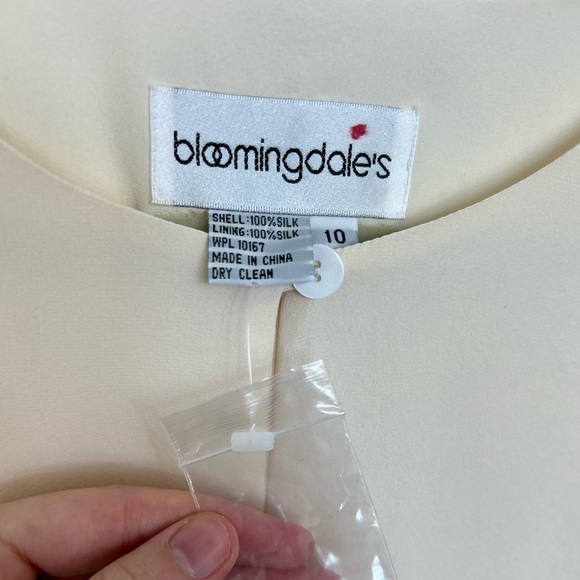 bloomingdale's
SHELL:100%SILK
LINING:100%SILK
WPL 10167
MADE IN CHINA
DRY CLEAN
10